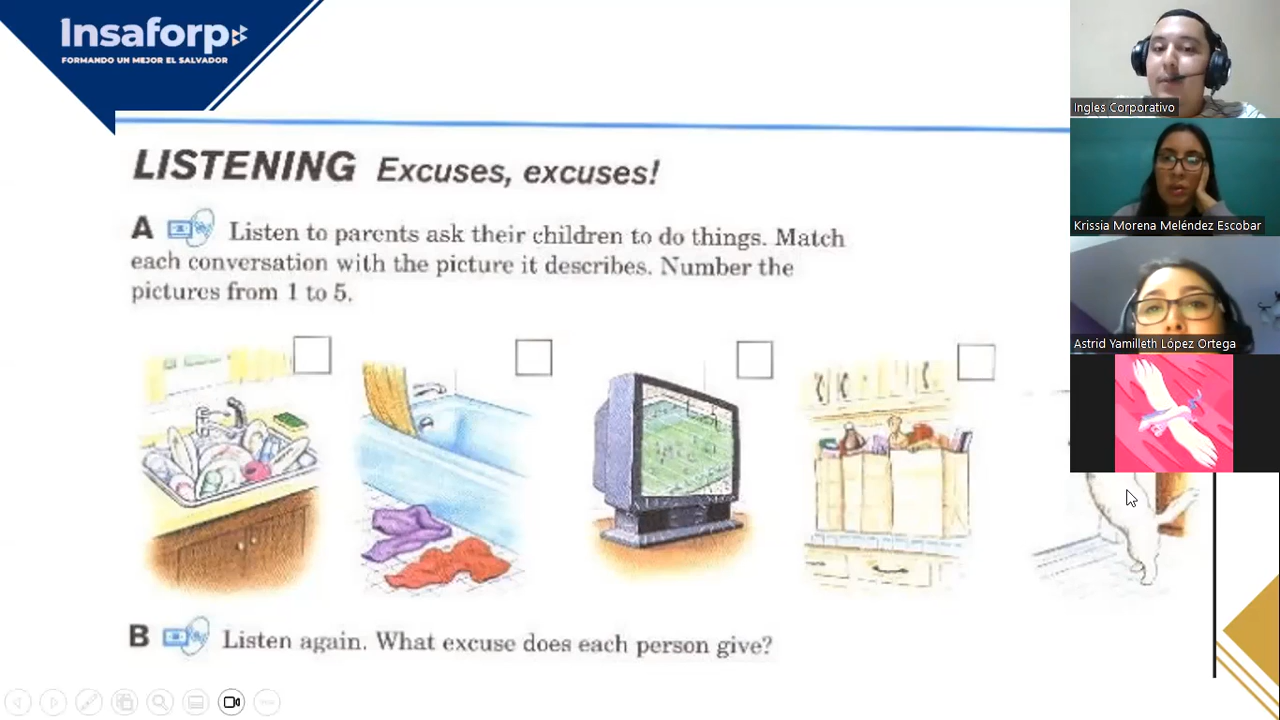 Insaforp
FORMANDO UN MEJOR EL SALVADOR
LISTENING Excuses, excuses!
A Listen to parents ask their children to do things. Match
each conversation with the picture it describes. Number the
pictures from 1 to 5.
B Listen again. What excuse does each person give?
Ingles Corporativo
Krissia Morena Meléndez Escobar
Astrid Yamilleth López Ortega